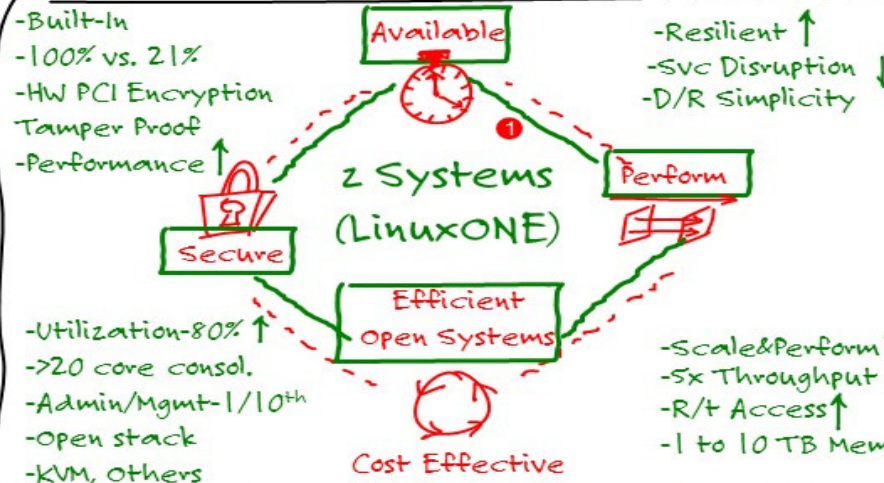 -Built-In
-100% vs. 21%
-HW PCI Encryption
Tamper Proof
-Performance ↑
Available
-Resilient ↑
-Svc Disruption ↓
-D/R Simplicity
1
z Systems
(LinuxONE)
Perform
Secure
Efficient
Open Systems
-Utilization-80% ↑
->20 core consol.
-Admin/Mgmt-1/10th
-Open stack
-KVM, Others
Cost Effective
-Scale&Perform
-5x Throughput
-R/t Access ↑
-1 to 10 TB Mem